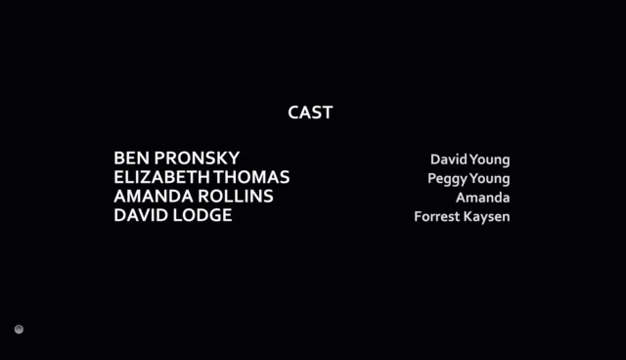 CAST
BEN PRONSKY David Young
ELIZABETH THOMAS Peggy Young
AMANDA ROLLINS Amanda
DAVID LODGE Forrest Kaysen